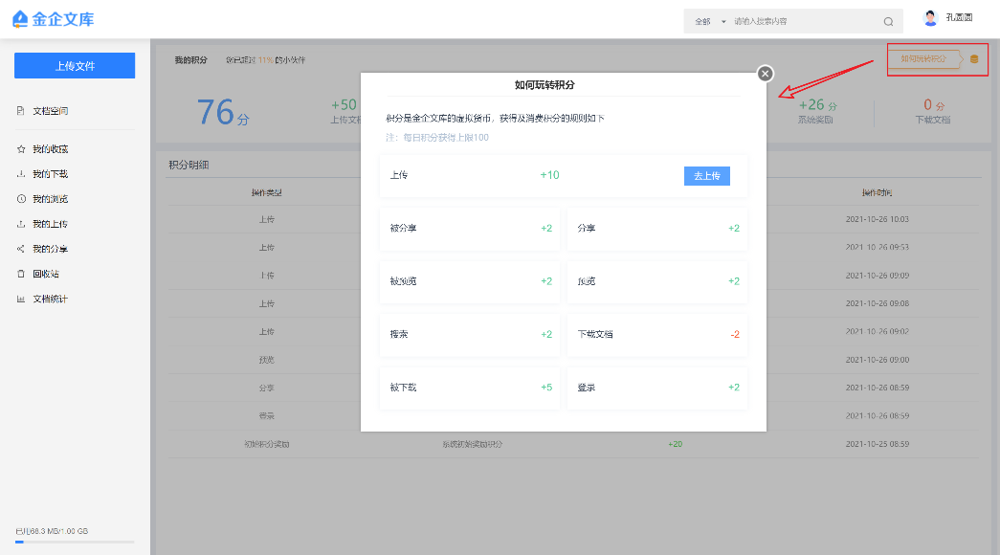 金企文库
全部 请输入搜索内容
孔圆圆
上传文件
文档空间
我的收藏
我的下载
我的浏览
我的上传
我的分享
回收站
文档统计
已用68.3 MB/1.00 GB
我的积分 您已超过 11% 的小伙伴
如何玩转积分
76分
+50
上传文档
+26 分
系统奖励
0 分
下载文档
积分明细
操作类型 操作时间
上传 2021-10-26 10:03
上传 2021-10-26 09:53
上传 2021-10-26 09:09
上传 2021-10-26 09:08
上传 2021-10-26 09:02
预览 2021-10-26 09:00
分享 2021-10-26 08:59
登录 2021-10-26 08:59
初始积分奖励 系统初始奖励积分 +20 2021-10-25 08:59
如何玩转积分
积分是金企文库的虚拟货币，获得及消费积分的规则如下
注：每日积分获得上限100
上传 +10 去上传
被分享 +2 分享 +2
被预览 +2 预览 +2
搜索 +2 下载文档 -2
被下载 +5 登录 +2